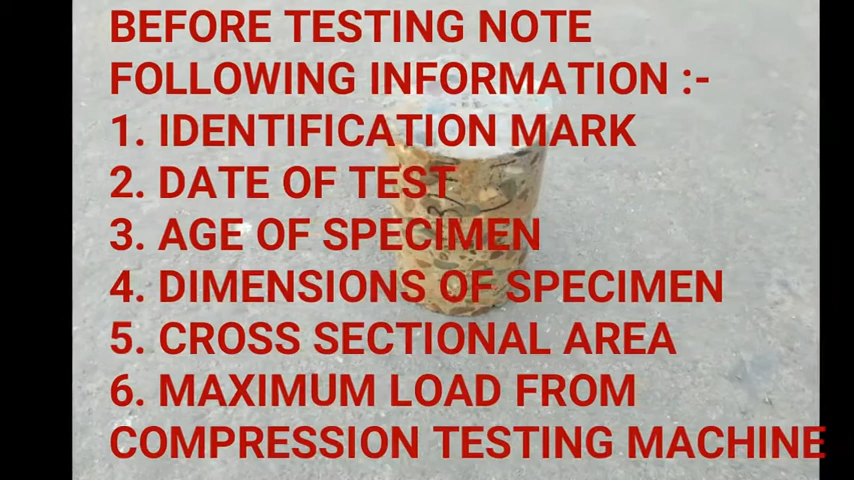 BEFORE TESTING NOTE
FOLLOWING INFORMATION :-
1. IDENTIFICATION MARK
2. DATE OF TEST
3. AGE OF SPECIMEN
4. DIMENSIONS OF SPECIMEN
5. CROSS SECTIONAL AREA
6. MAXIMUM LOAD FROM
COMPRESSION TESTING MACHINE